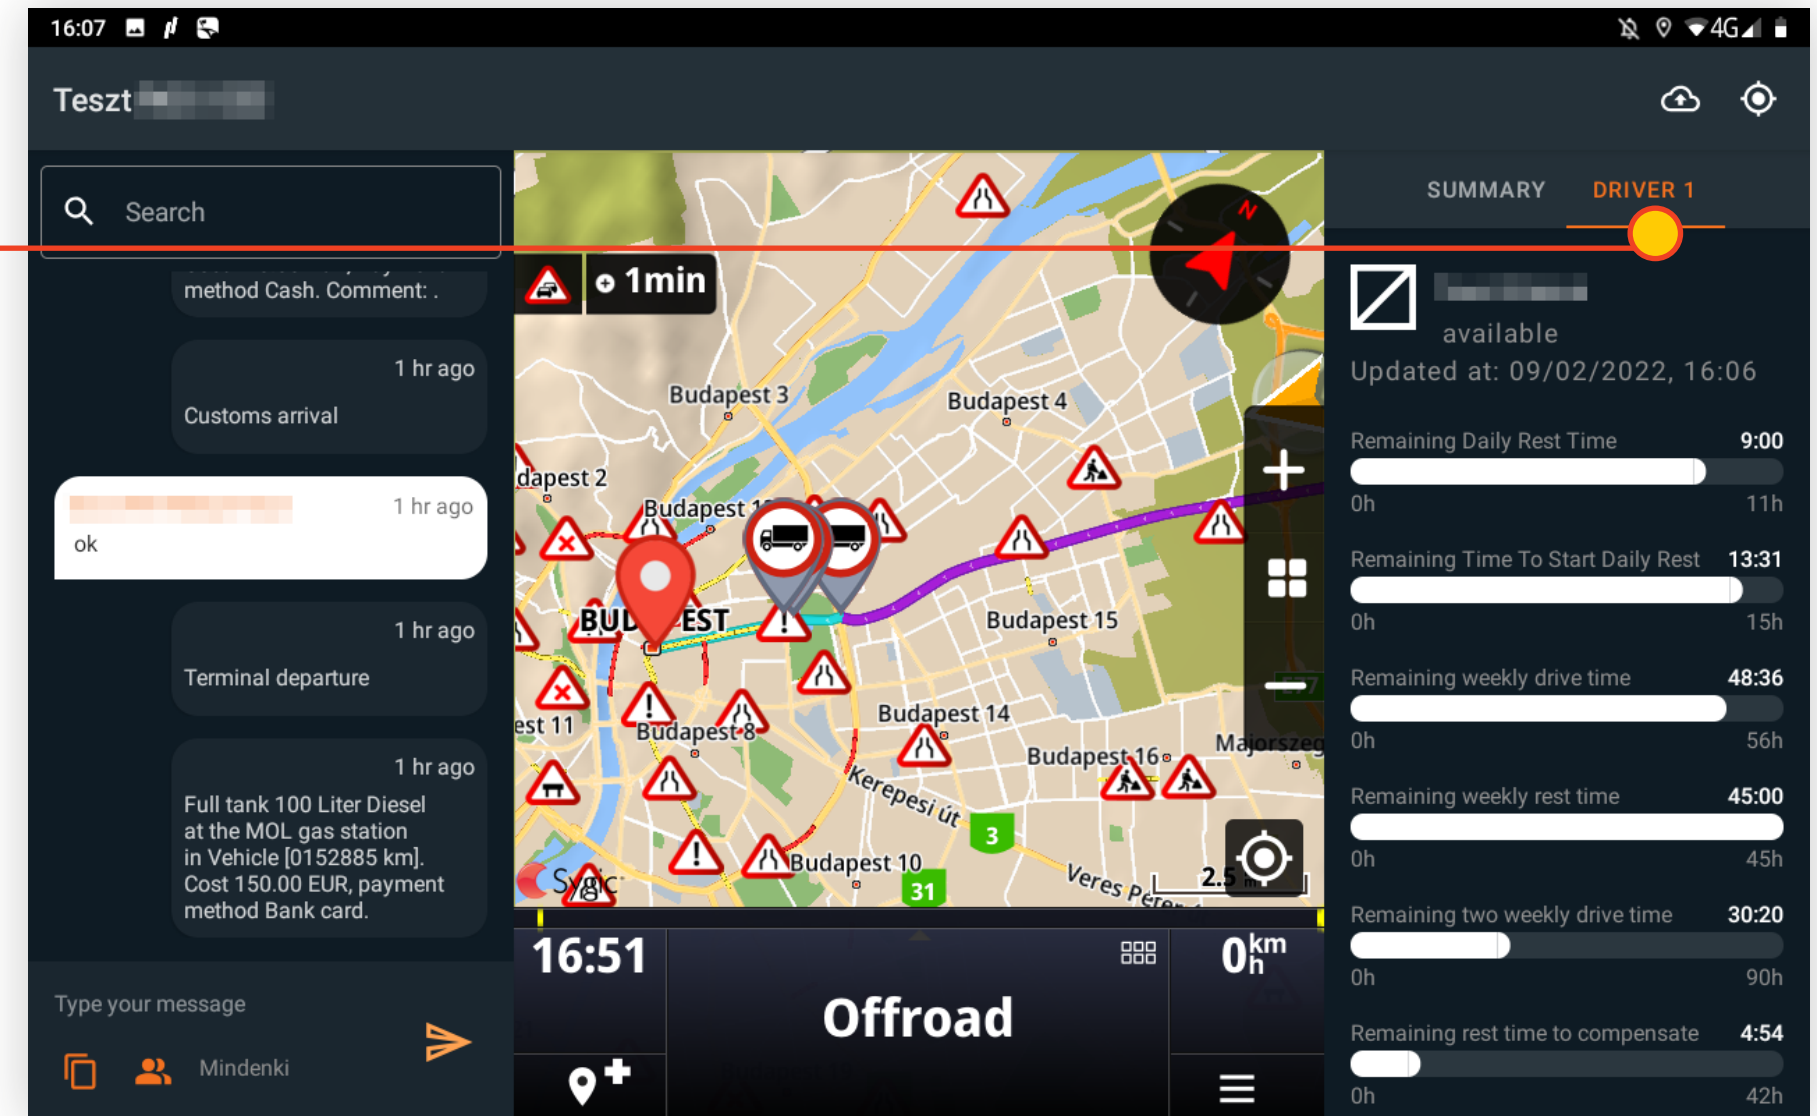 16:07
4G
Teszt
Search
method Cash. Comment: .
1 hr ago
Customs arrival
1 hr ago
ok
1 hr ago
Terminal departure
1 hr ago
Full tank 100 Liter Diesel
at the MOL gas station
in Vehicle [0152885 km].
Cost 150.00 EUR, payment
method Bank card.
Type your message
Mindenki
1min
N
Budapest 3
Budapest 4
dapest 2
Budapest 1
BUD EST
Budapest 15
est 11
Budapest 8
Budapest 14
E77
Majorszeg
Budapest 16
Kerepesi út
3
Budapest 10
31
Veres Péter
2.5
Sygic
16:51
0 km h
Offroad
SUMMARY
DRIVER 1
available
Updated at: 09/02/2022, 16:06
Remaining Daily Rest Time 9:00
0h 11h
Remaining Time To Start Daily Rest 13:31
0h 15h
Remaining weekly drive time 48:36
0h 56h
Remaining weekly rest time 45:00
0h 45h
Remaining two weekly drive time 30:20
0h 90h
Remaining rest time to compensate 4:54
0h 42h